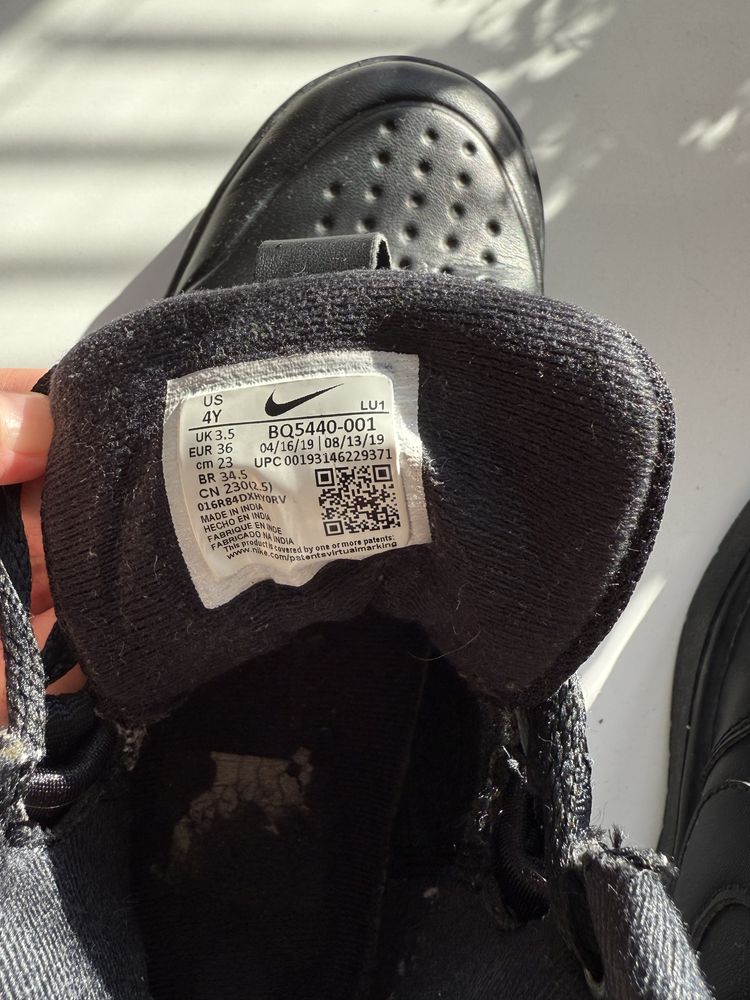 US
4Y
LU1
UK 3.5
BQ5440-001
EUR 36
04/16/19 | 08/13/19
cm 23
UPC 00193146229371
BR 34.5
CN 230(2.5)
016RB4DXHY0RV
MADE IN INDIA
HECHO EN INDIA
FABRIQUE EN INDE
FABRICADO NA INDIA
This product is covered by one or more patents:
www.nike.com/patentsvirtualmarking